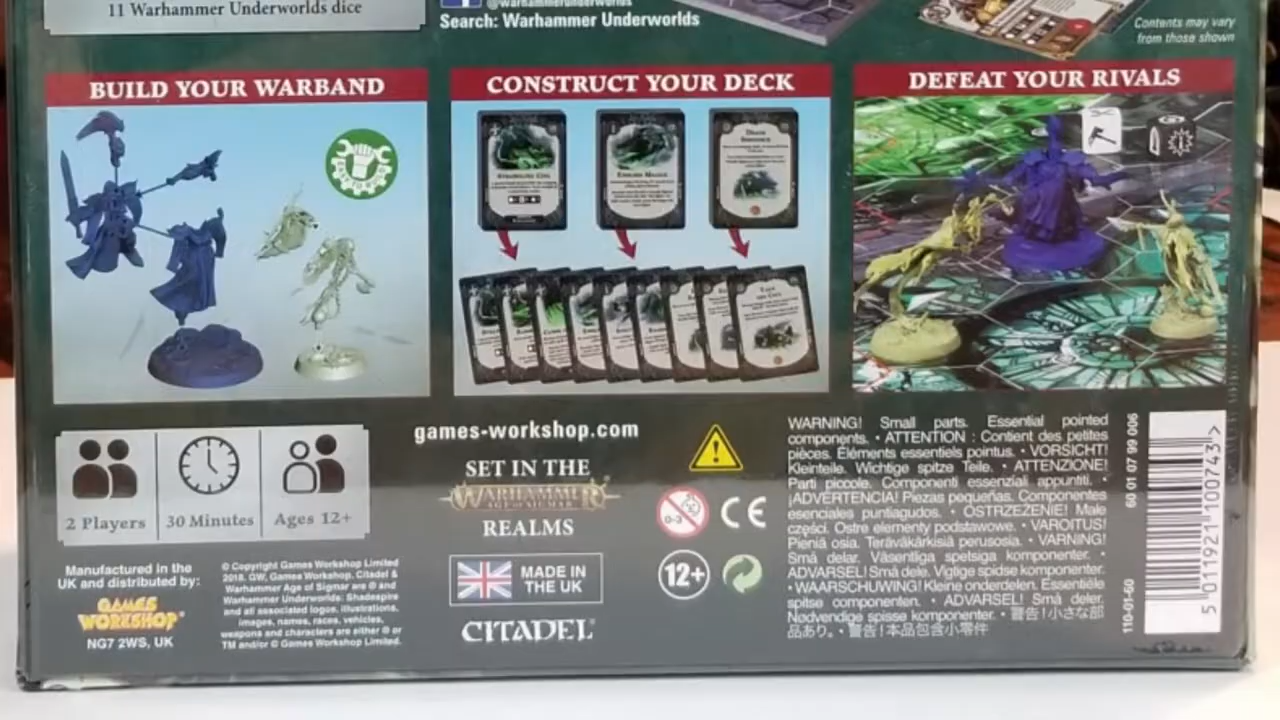 11 Warhammer Underworlds dice
@warhammerunderworlds
Search: Warhammer Underworlds
Contents may vary
from those shown
BUILD YOUR WARBAND
CONSTRUCT YOUR DECK
DEFEAT YOUR RIVALS
2 Players
30 Minutes
Ages 12+
games-workshop.com
SET IN THE
WARHAMMER
AGE OF SIGMAR
REALMS
0-3
CE
12+
MADE IN
THE UK
CITADEL
Manufactured in the
UK and distributed by:
GAMES
WORKSHOP
NG7 2WS, UK
© Copyright Games Workshop Limited
2018. GW, Games Workshop, Citadel &
Warhammer Age of Sigmar are ® and
Warhammer Underworlds: Shadespire
and all associated logos, illustrations,
images, names, races, vehicles,
weapons and characters are either ® or
TM and/or © Games Workshop Limited.
WARNING! Small parts. Essential pointed
components. • ATTENTION : Contient des petites
pièces. Éléments essentiels pointus. • VORSICHT!
Kleinteile. Wichtige spitze Teile. • ATTENZIONE!
Parti piccole. Componenti essenziali appuntiti. •
¡ADVERTENCIA! Piezas pequeñas. Componentes
esenciales puntiagudos. • OSTRZEŻENIE! Małe
części. Ostre elementy podstawowe. • VAROITUS!
Pieniä osia. Teräväkärkisiä perusosia. • VARNING!
Små delar. Väsentliga spetsiga komponenter. •
ADVARSEL! Små dele. Vigtige spidse komponenter.
• WAARSCHUWING! Kleine onderdelen. Essentiële
spitse componenten. • ADVARSEL! Små deler.
Nødvendige spisse komponenter. • 警告！小さな部
品あり。• 警告！本品包含小零件
60 01 07 99 006
110-01-60
5 011921 100743 >